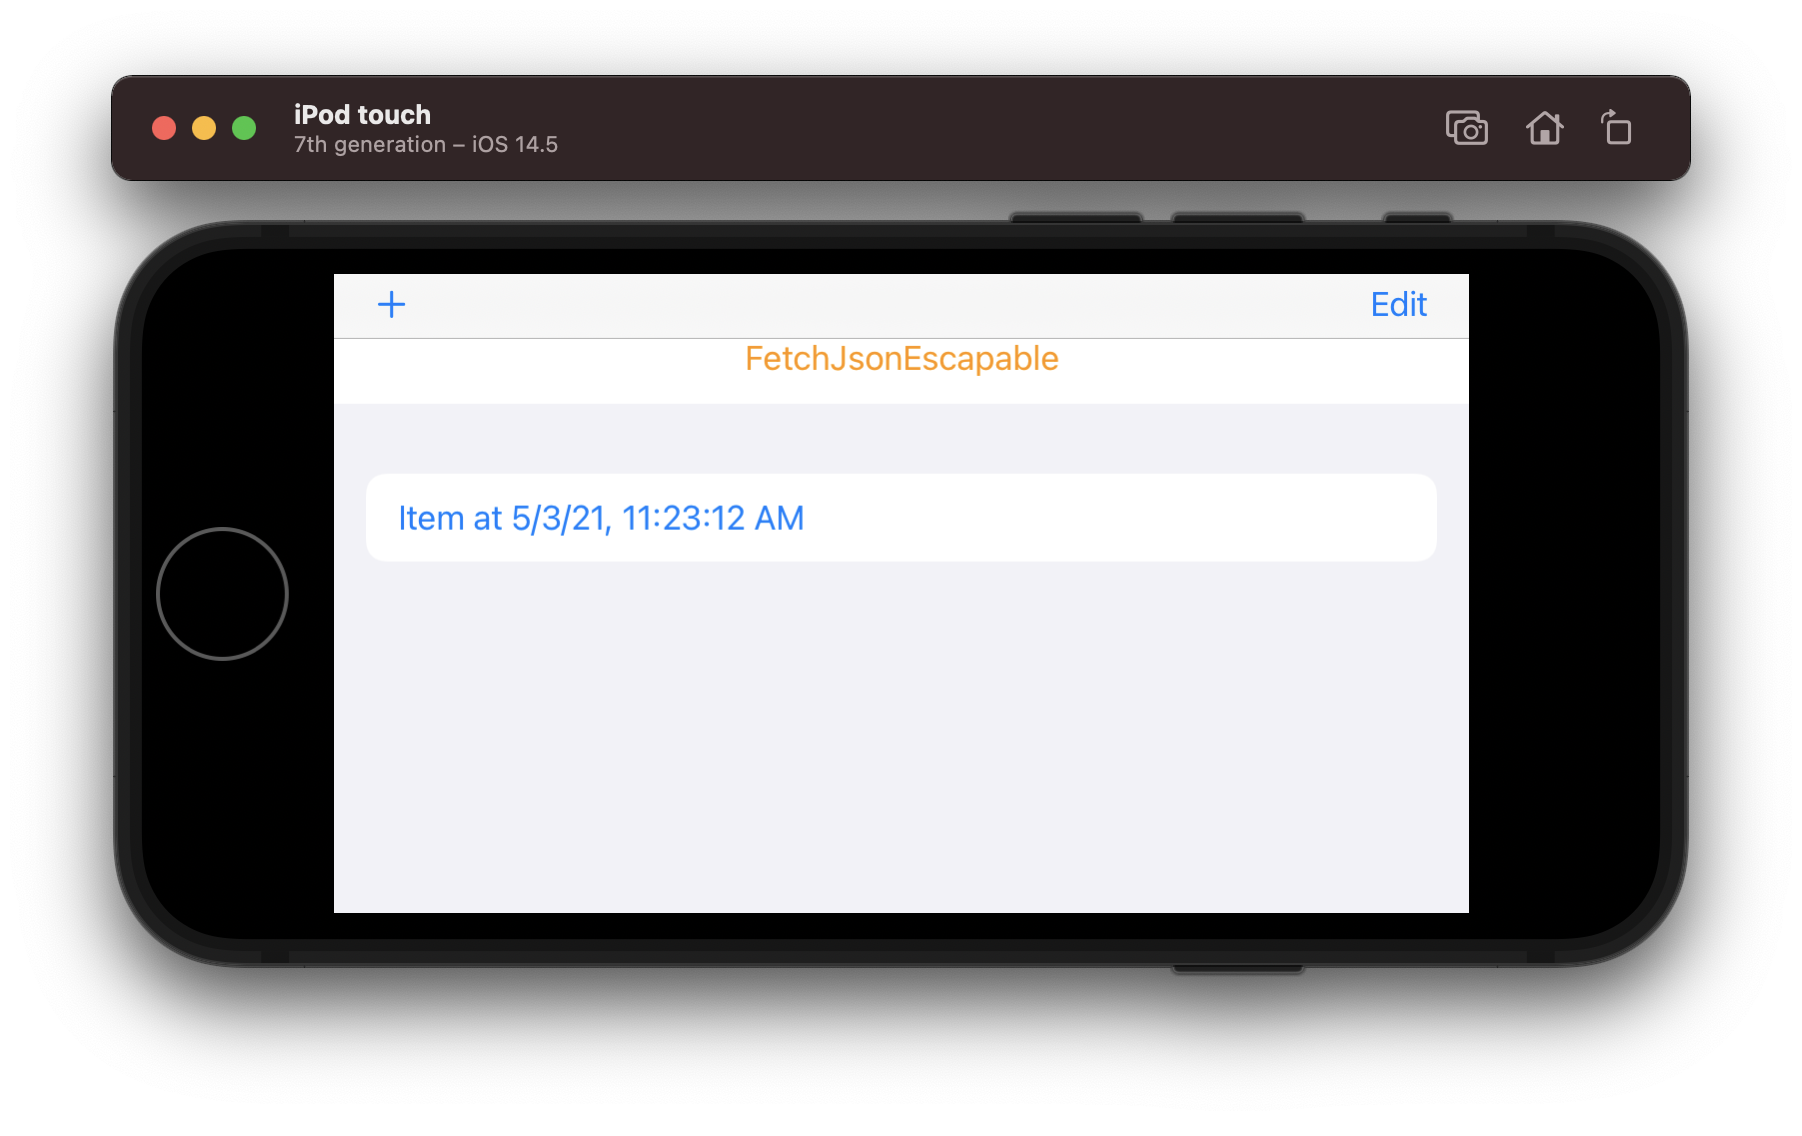 iPod touch
7th generation – iOS 14.5
+ Edit
FetchJsonEscapable
Item at 5/3/21, 11:23:12 AM